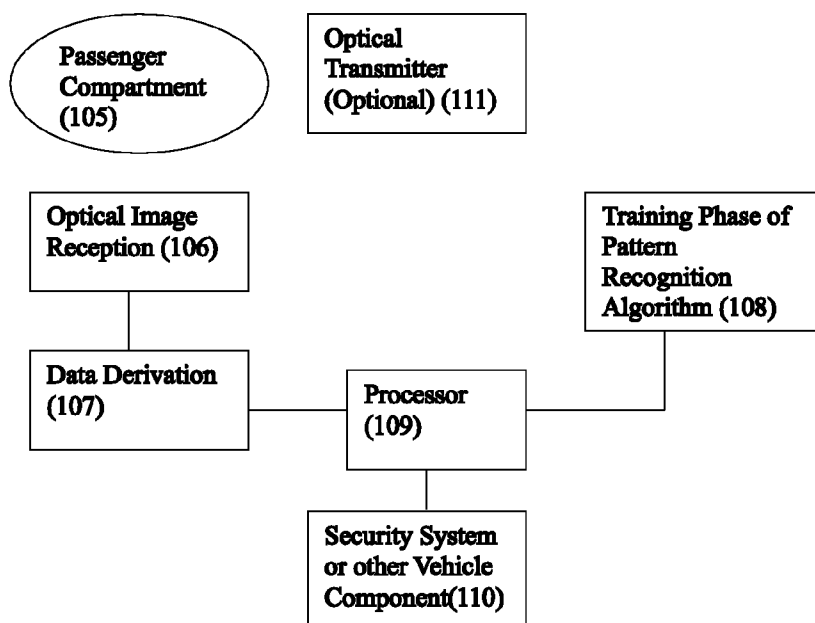 Passenger
Compartment
(105)
Optical
Transmitter
(Optional) (111)
Optical Image
Reception (106)
Training Phase of
Pattern
Recognition
Algorithm (108)
Data Derivation
(107)
Processor
(109)
Security System
or other Vehicle
Component(110)